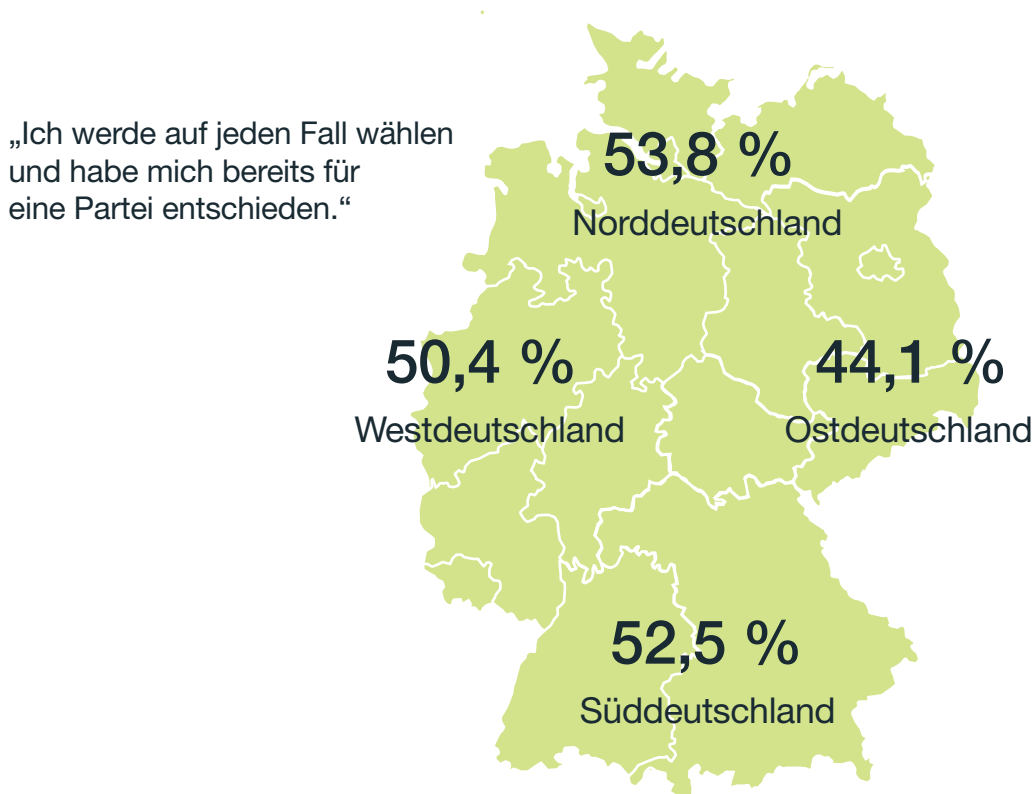 „Ich werde auf jeden Fall wählen
und habe mich bereits für
eine Partei entschieden.“
53,8 %
Norddeutschland
50,4 %
Westdeutschland
44,1 %
Ostdeutschland
52,5 %
Süddeutschland